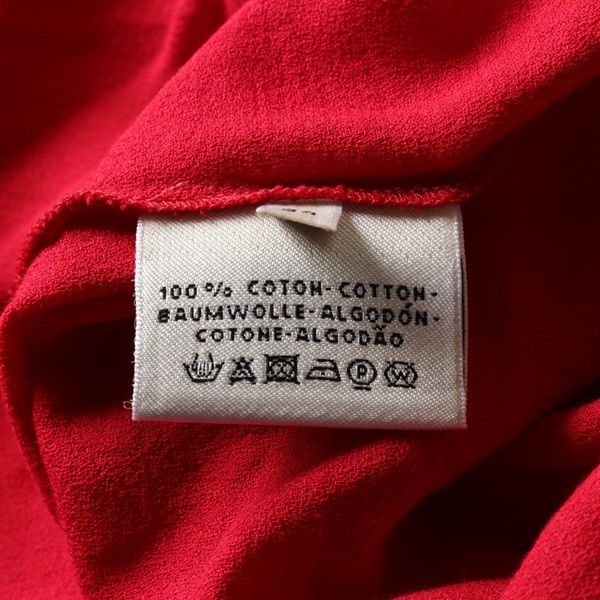 100% COTON-COTTON-
BAUMWOLLE-ALGODÓN-
COTONE-ALGODÃO
P W